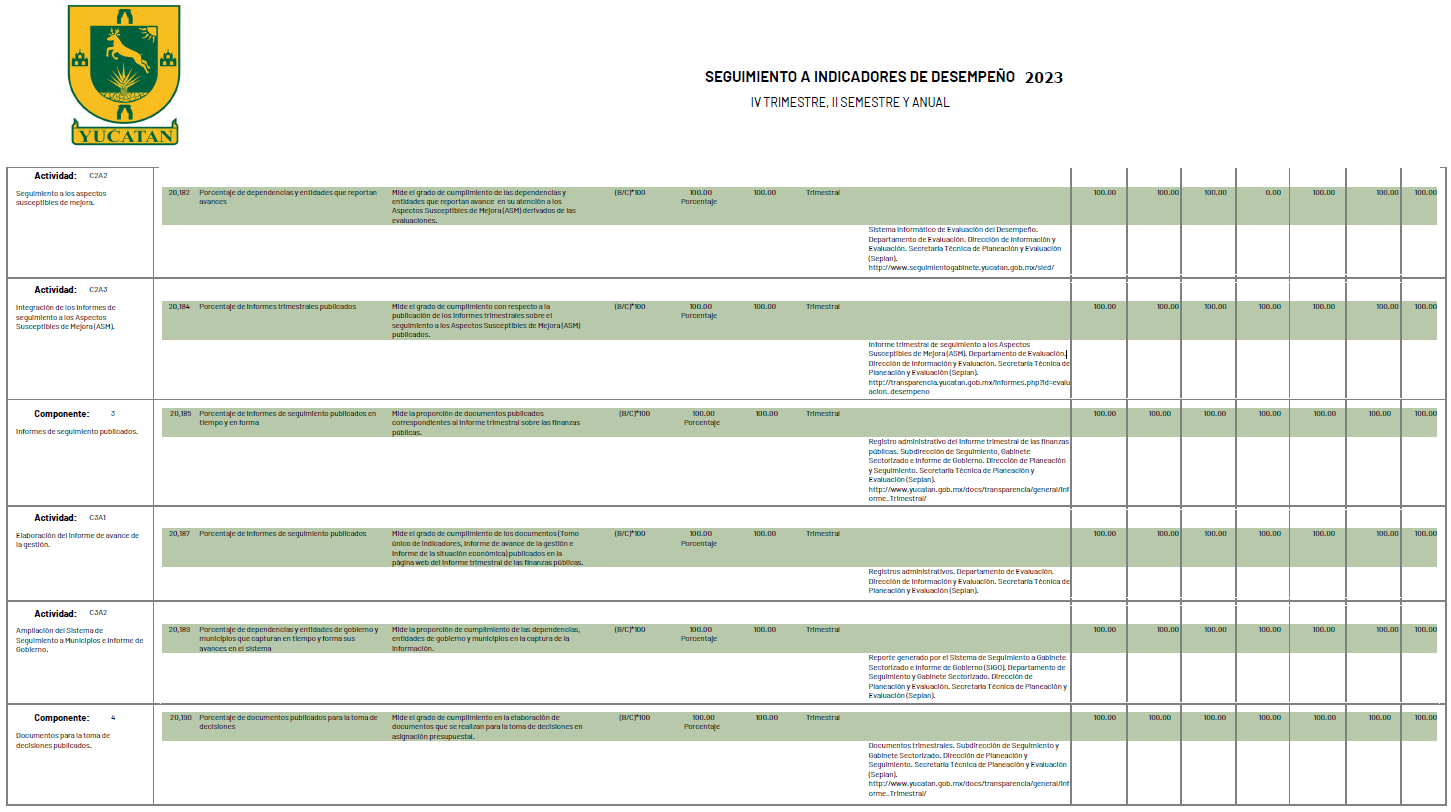 YUCATAN
SEGUIMIENTO A INDICADORES DE DESEMPEÑO 2023
IV TRIMESTRE, II SEMESTRE Y ANUAL
Actividad: C2A2
Seguimiento a los aspectos
susceptibles de mejora.
20,182 Porcentaje de dependencias y entidades que reportan
avances
Mide el grado de cumplimiento de las dependencias y
entidades que reportan avance en su atención a los
Aspectos Susceptibles de Mejora (ASM) derivados de las
evaluaciones.
(B/C)*100 100.00 100.00 Trimestral
Porcentaje
100.00 100.00 100.00 0.00 100.00 100.00 100.00 100.00
Sistema Informático de Evaluación del Desempeño.
Departamento de Evaluación. Dirección de Información y
Evaluación. Secretaría Técnica de Planeación y Evaluación
(Seplan).
http://www.seguimientogabinete.yucatan.gob.mx/sied/
Actividad: C2A3
Integración de los informes de
seguimiento a los Aspectos
Susceptibles de Mejora (ASM).
20,184 Porcentaje de informes trimestrales publicados
Mide el grado de cumplimiento con respecto a la
publicación de los informes trimestrales sobre el
seguimiento a los Aspectos Susceptibles de Mejora (ASM)
publicados.
(B/C)*100 100.00 100.00 Trimestral
Porcentaje
100.00 100.00 100.00 100.00 100.00 100.00 100.00 100.00
Informe trimestral de seguimiento a los Aspectos
Susceptibles de Mejora (ASM). Departamento de Evaluación.
Dirección de Información y Evaluación. Secretaría Técnica de
Planeación y Evaluación (Seplan).
http://transparencia.yucatan.gob.mx/informes.php?id=evalu
acion_desempeno
Componente: 3
Informes de seguimiento publicados.
20,185 Porcentaje de informes de seguimiento publicados en
tiempo y en forma
Mide la proporción de documentos publicados
correspondientes al informe trimestral sobre las finanzas
públicas.
(B/C)*100 100.00 100.00 Trimestral
Porcentaje
100.00 100.00 100.00 100.00 100.00 100.00 100.00 100.00
Registro administrativo del informe trimestral de las finanzas
públicas. Subdirección de Seguimiento, Gabinete
Sectorizado e Informe de Gobierno. Dirección de Planeación
y Seguimiento. Secretaría Técnica de Planeación y
Evaluación (Seplan).
http://www.yucatan.gob.mx/docs/transparencia/general/inf
orme_Trimestral/
Actividad: C3A1
Elaboración del informe de avance de
la gestión.
20,187 Porcentaje de informes de seguimiento publicados
Mide el grado de cumplimiento de los documentos (Tomo
único de indicadores, informe de avance de la gestión e
informe de la situación económica) publicados en la
página web del informe trimestral de las finanzas públicas.
(B/C)*100 100.00 100.00 Trimestral
Porcentaje
100.00 100.00 100.00 100.00 100.00 100.00 100.00 100.00
Registros administrativos. Departamento de Evaluación.
Dirección de Información y Evaluación. Secretaría Técnica de
Planeación y Evaluación (Seplan).
Actividad: C3A2
Ampliación del Sistema de
Seguimiento a Municipios e Informe de
Gobierno.
20,189 Porcentaje de dependencias y entidades de gobierno y
municipios que capturan en tiempo y forma sus
avances en el sistema
Mide la proporción de cumplimiento de las dependencias,
entidades de gobierno y municipios en la captura de la
información.
(B/C)*100 100.00 100.00 Trimestral
Porcentaje
100.00 100.00 100.00 100.00 100.00 100.00 100.00 100.00
Reporte generado por el Sistema de Seguimiento a Gabinete
Sectorizado e Informe de Gobierno (SIGO). Departamento de
Seguimiento y Gabinete Sectorizado. Dirección de
Planeación y Evaluación. Secretaría Técnica de Planeación y
Evaluación (Seplan).
Componente: 4
Documentos para la toma de
decisiones publicados.
20,190 Porcentaje de documentos publicados para la toma de
decisiones
Mide el grado de cumplimiento en la elaboración de
documentos que se realizan para la toma de decisiones en
asignación presupuestal.
(B/C)*100 100.00 100.00 Trimestral
Porcentaje
100.00 100.00 100.00 100.00 100.00 100.00 100.00 100.00
Documentos trimestrales. Subdirección de Seguimiento y
Gabinete Sectorizado. Dirección de Planeación y
Seguimiento. Secretaría Técnica de Planeación y Evaluación
(Seplan).
http://www.yucatan.gob.mx/docs/transparencia/general/inf
orme_Trimestral/